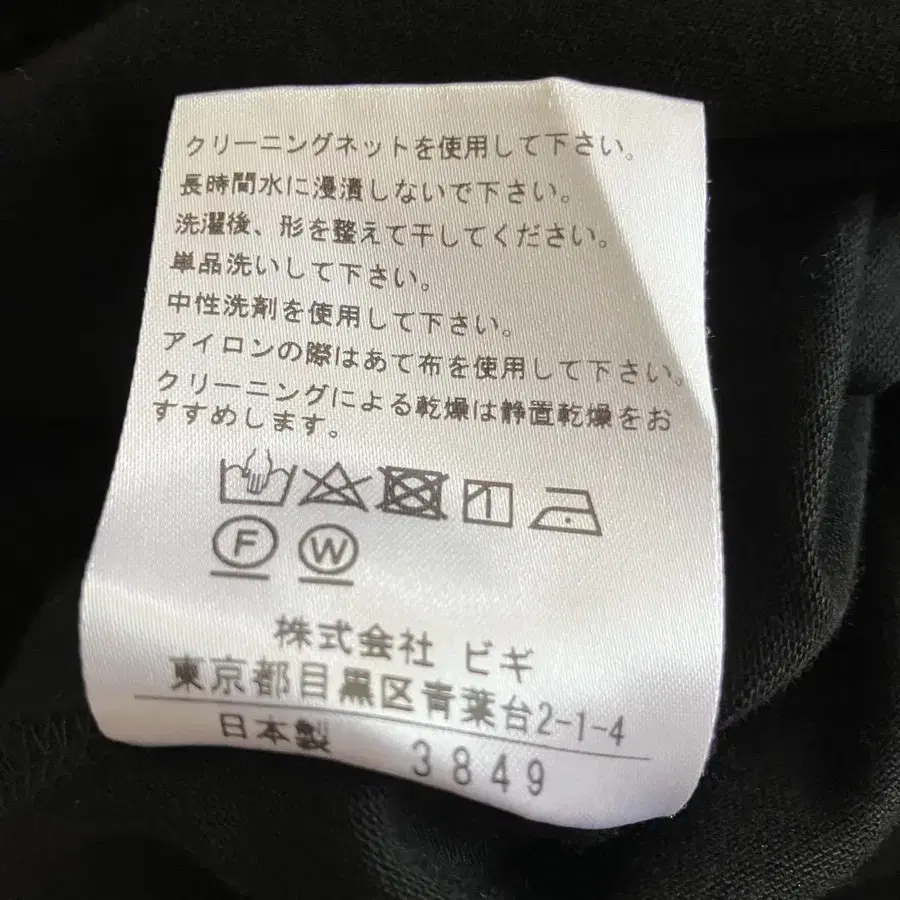 クリーニングネットを使用して下さい。
長時間水に浸漬しないで下さい。
洗濯後、形を整えて干してください。
単品洗いして下さい。
中性洗剤を使用して下さい。
アイロンの際はあて布を使用して下さい。
クリーニングによる乾燥は静置乾燥をお
すすめします。
F W
株式会社 ビギ
東京都目黒区青葉台2-1-4
日本製 3849